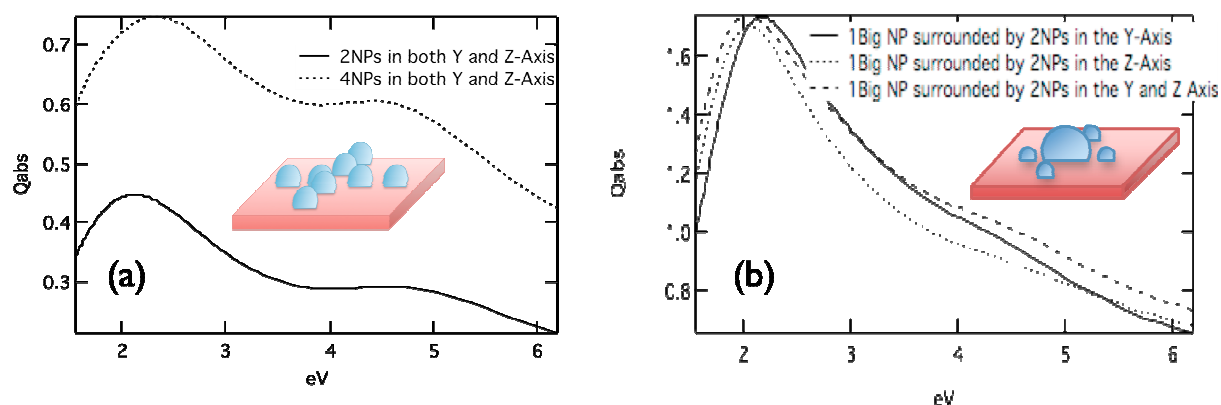 0.7
0.6
0.5
0.4
0.3
Qabs
2NPs in both Y and Z-Axis
4NPs in both Y and Z-Axis
(a)
2
3
4
5
6
eV
Qabs
1Big NP surrounded by 2NPs in the Y-Axis
1Big NP surrounded by 2NPs in the Z-Axis
1Big NP surrounded by 2NPs in the Y and Z Axis
(b)
2
3
4
5
6
eV